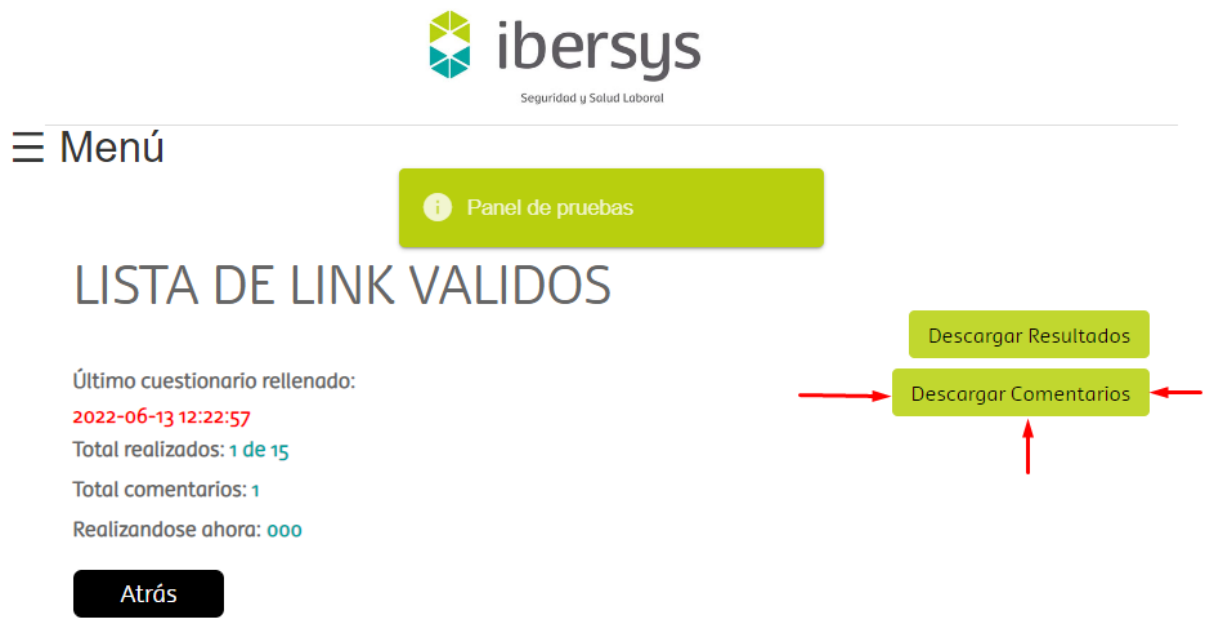 ibersys
Seguridad y Salud Laboral
☰ Menú
Panel de pruebas
LISTA DE LINK VALIDOS
Descargar Resultados
Último cuestionario rellenado:
Descargar Comentarios
2022-06-13 12:22:57
Total realizados: 1 de 15
Total comentarios: 1
Realizandose ahora: 000
Atrás